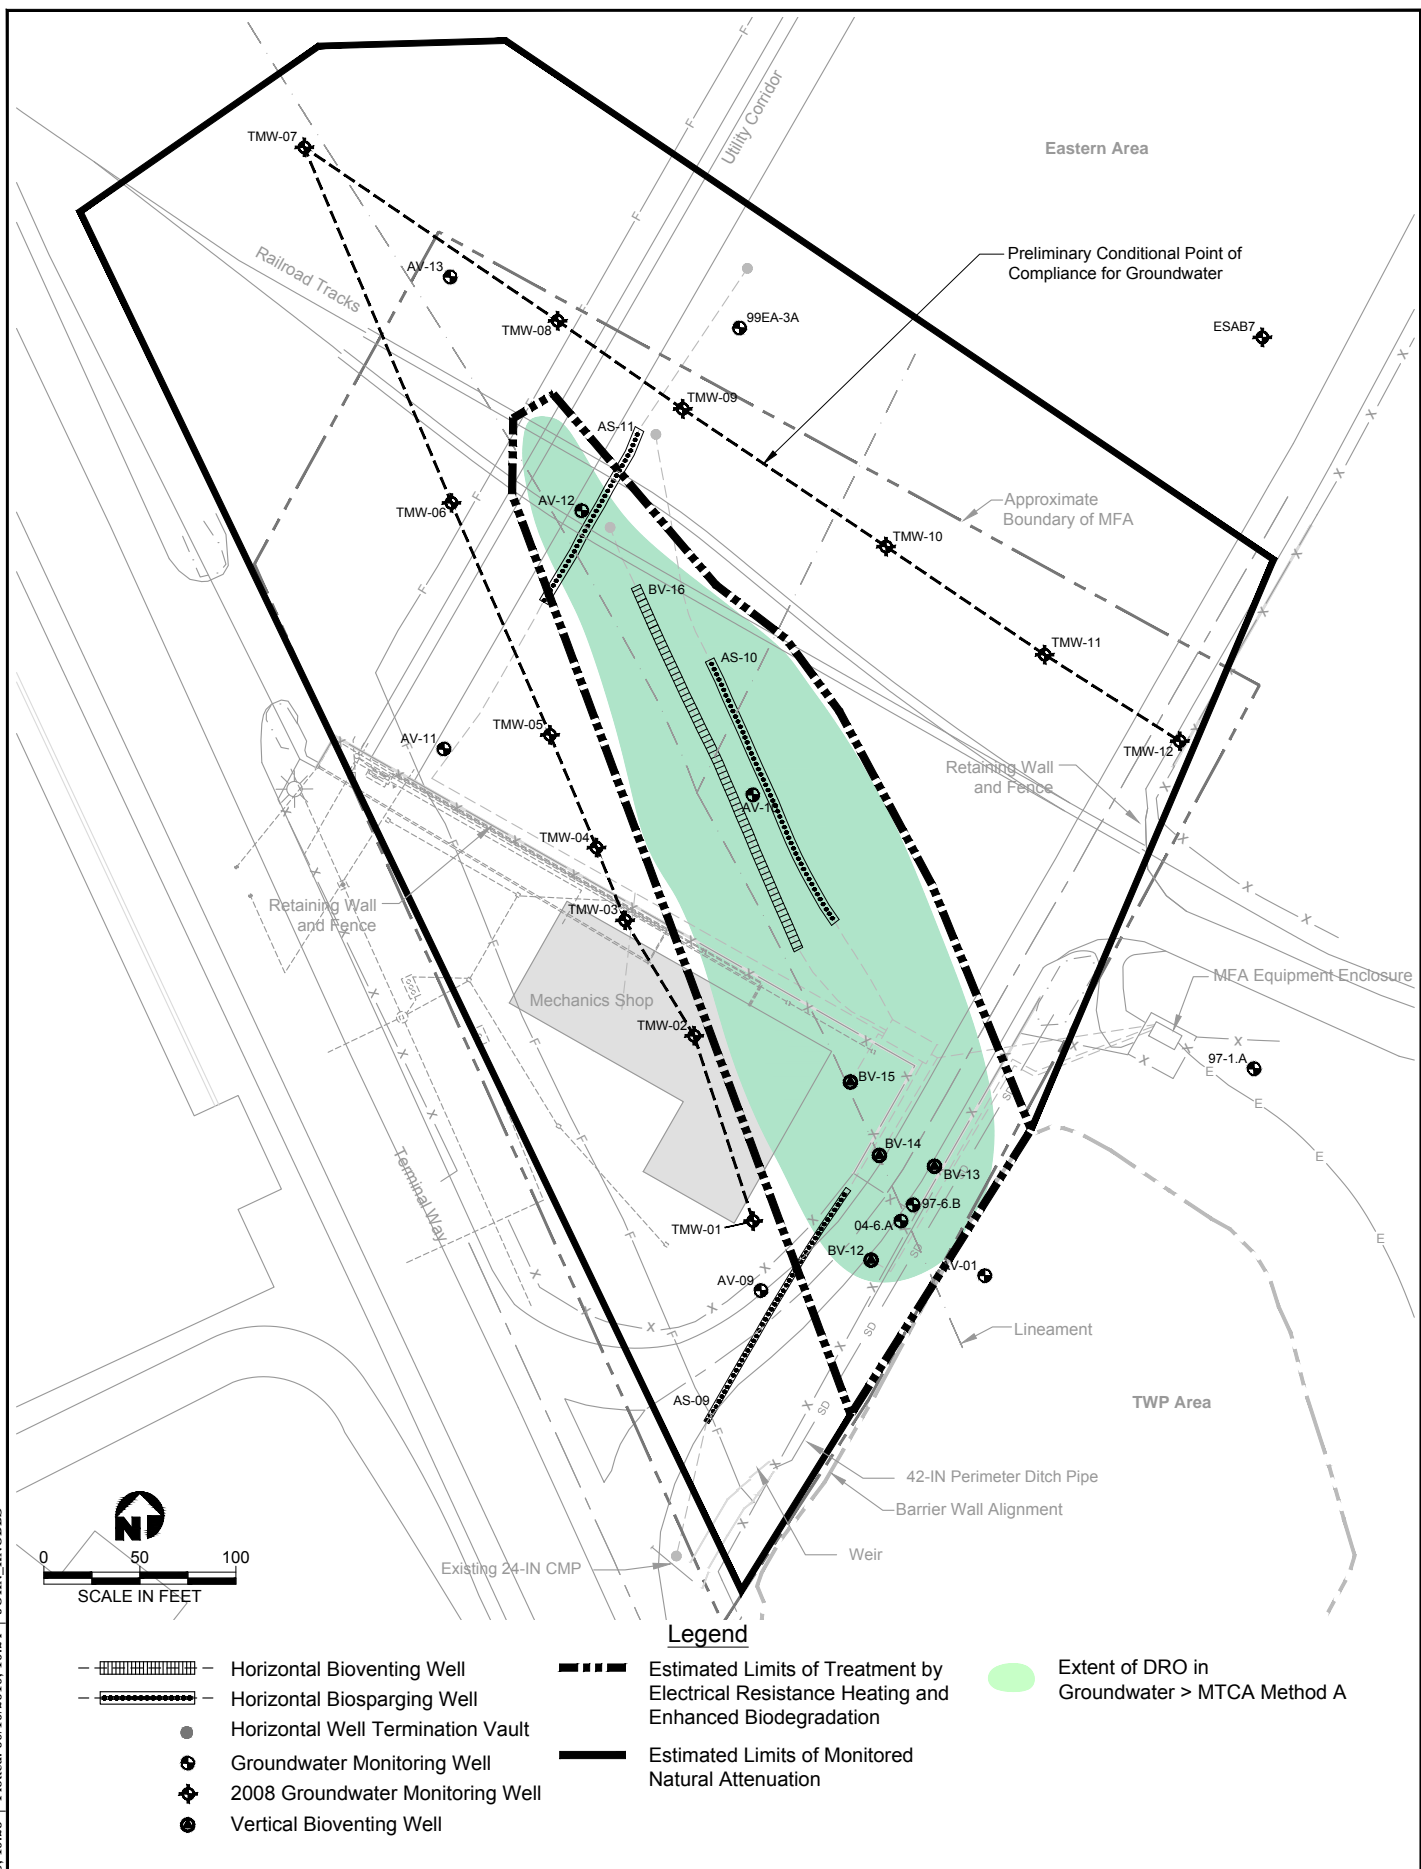 Utility Corridor
Eastern Area
TMW-07
Preliminary Conditional Point of
Compliance for Groundwater
Railroad Tracks
AV-13
TMW-08
99EA-3A
ESAB7
TMW-09
AS-11
AV-12
TMW-06
Approximate
Boundary of MFA
TMW-10
BV-16
TMW-11
AS-10
TMW-05
AV-11
TMW-12
Retaining Wall
and Fence
AV-1
TMW-04
Retaining Wall
and Fence
TMW-03
Mechanics Shop
MFA Equipment Enclosure
TMW-02
97-1.A
BV-15
BV-14
BV-13
Terminal Way
97-6.B
04-6.A
TMW-01
BV-12
AV-09
AV-01
Lineament
AS-09
TWP Area
42-IN Perimeter Ditch Pipe
Barrier Wall Alignment
Weir
Existing 24-IN CMP
N
0 50 100
SCALE IN FEET
Legend
Horizontal Bioventing Well
Horizontal Biosparging Well
Horizontal Well Termination Vault
Groundwater Monitoring Well
2008 Groundwater Monitoring Well
Vertical Bioventing Well
Estimated Limits of Treatment by
Electrical Resistance Heating and
Enhanced Biodegradation
Estimated Limits of Monitored
Natural Attenuation
Extent of DRO in
Groundwater > MTCA Method A